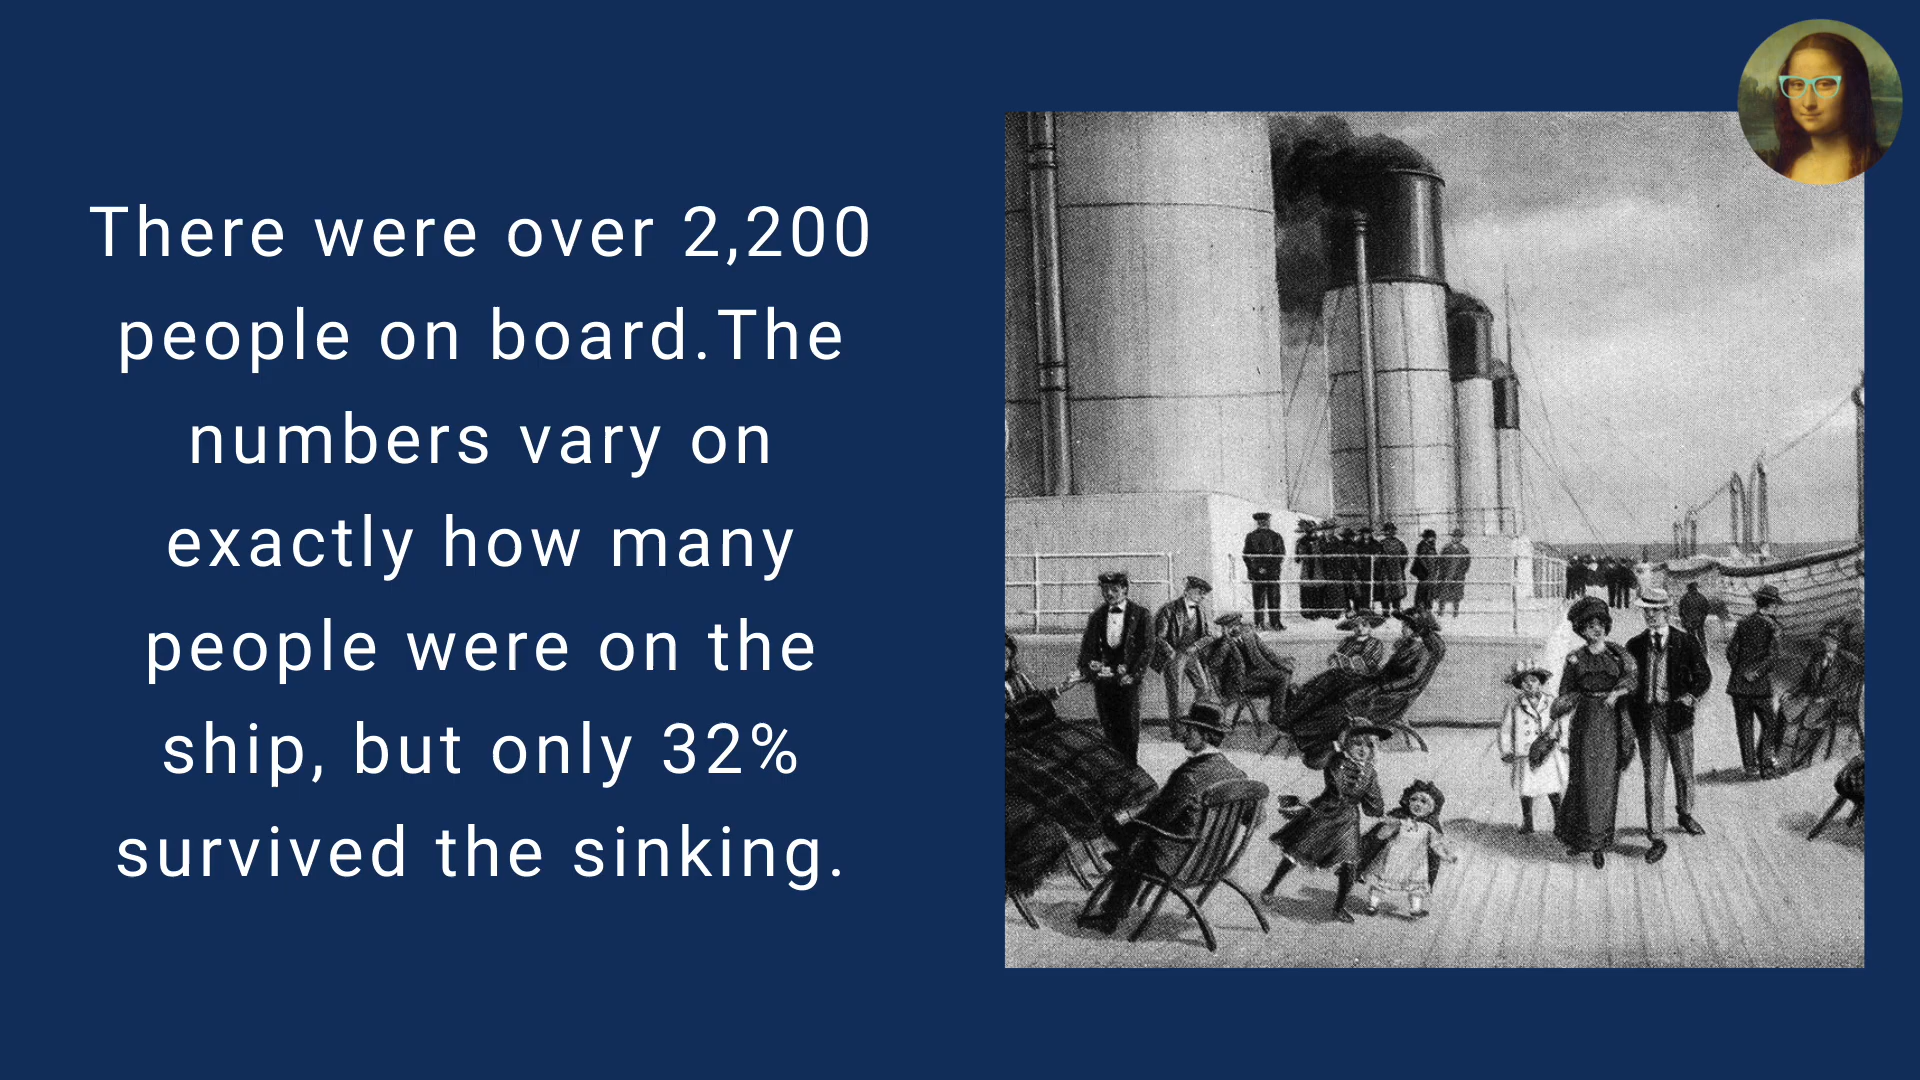 There were over 2,200
people on board.The
numbers vary on
exactly how many
people were on the
ship, but only 32%
survived the sinking.